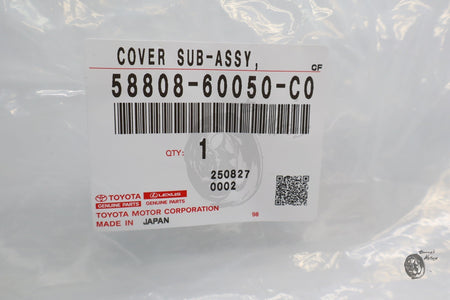 COVER SUB-ASSY,
CF
58808-60050-C0
QTY: 1
250827
0002
TOYOTA LEXUS
GENUINE PARTS GENUINE PARTS
TOYOTA MOTOR CORPORATION
MADE IN JAPAN 98